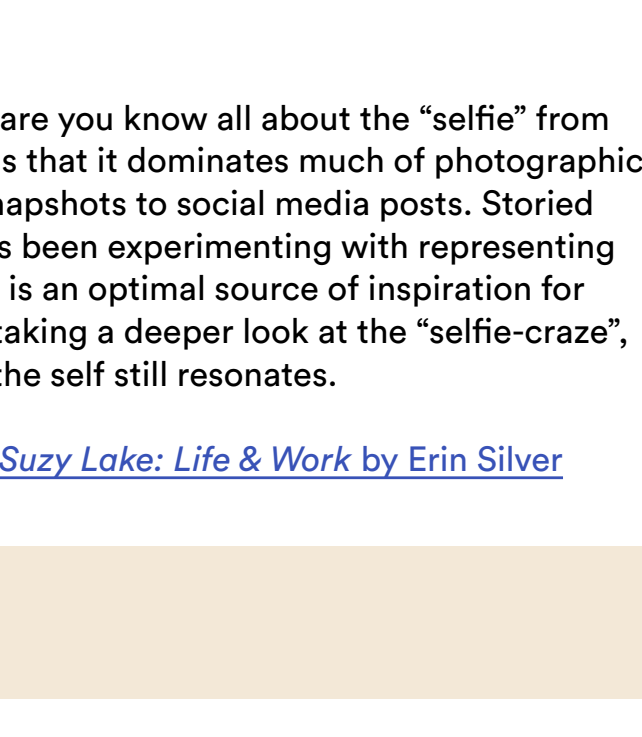 are you know all about the “selfie” from
s that it dominates much of photographic
napshots to social media posts. Storied
s been experimenting with representing
is an optimal source of inspiration for
taking a deeper look at the “selfie-craze”,
the self still resonates.
Suzy Lake: Life & Work by Erin Silver